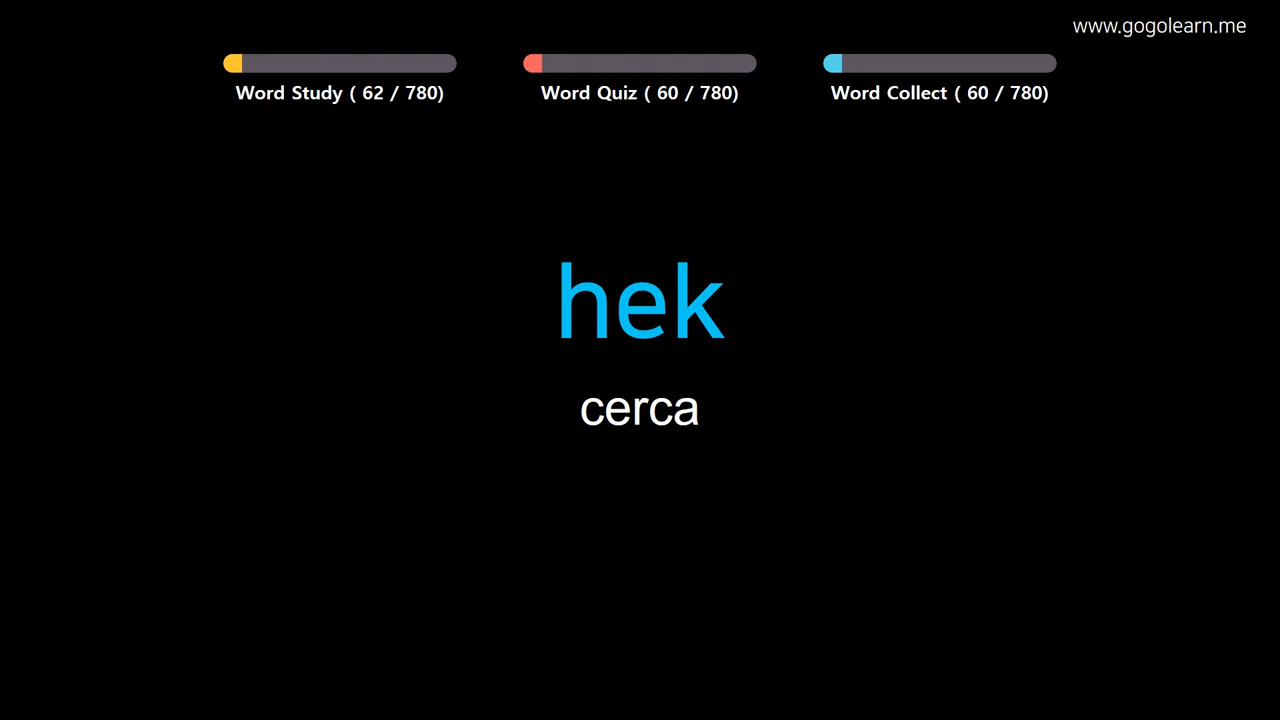 www.gogolearn.me
Word Study ( 62 / 780)
Word Quiz ( 60 / 780)
Word Collect ( 60 / 780)
hek
cerca